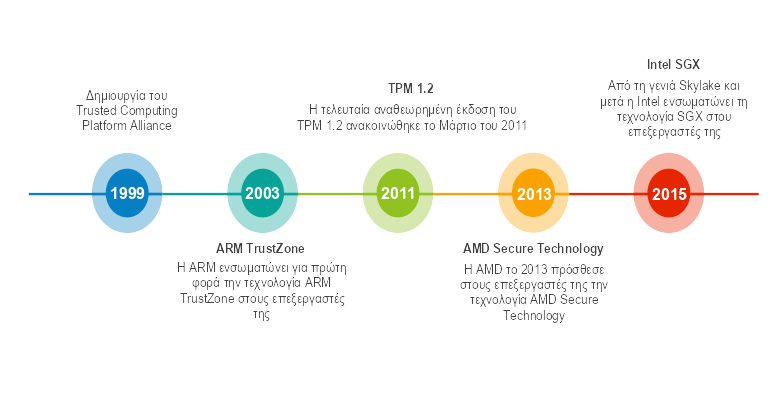 Δημιουργία του
Trusted Computing
Platform Alliance
1999
ARM TrustZone
Η ARM ενσωματώνει για πρώτη
φορά την τεχνολογία ARM
TrustZone στους επεξεργαστές
της
2003
TPM 1.2
Η τελευταία αναθεωρημένη έκδοση του
TPM 1.2 ανακοινώθηκε το Μάρτιο του 2011
2011
AMD Secure Technology
Η AMD το 2013 πρόσθεσε
στους επεξεργαστές της την
τεχνολογία AMD Secure
Technology
2013
Intel SGX
Από τη γενιά Skylake και
μετά η Intel ενσωματώνει τη
τεχνολογία SGX στου
επεξεργαστές της
2015